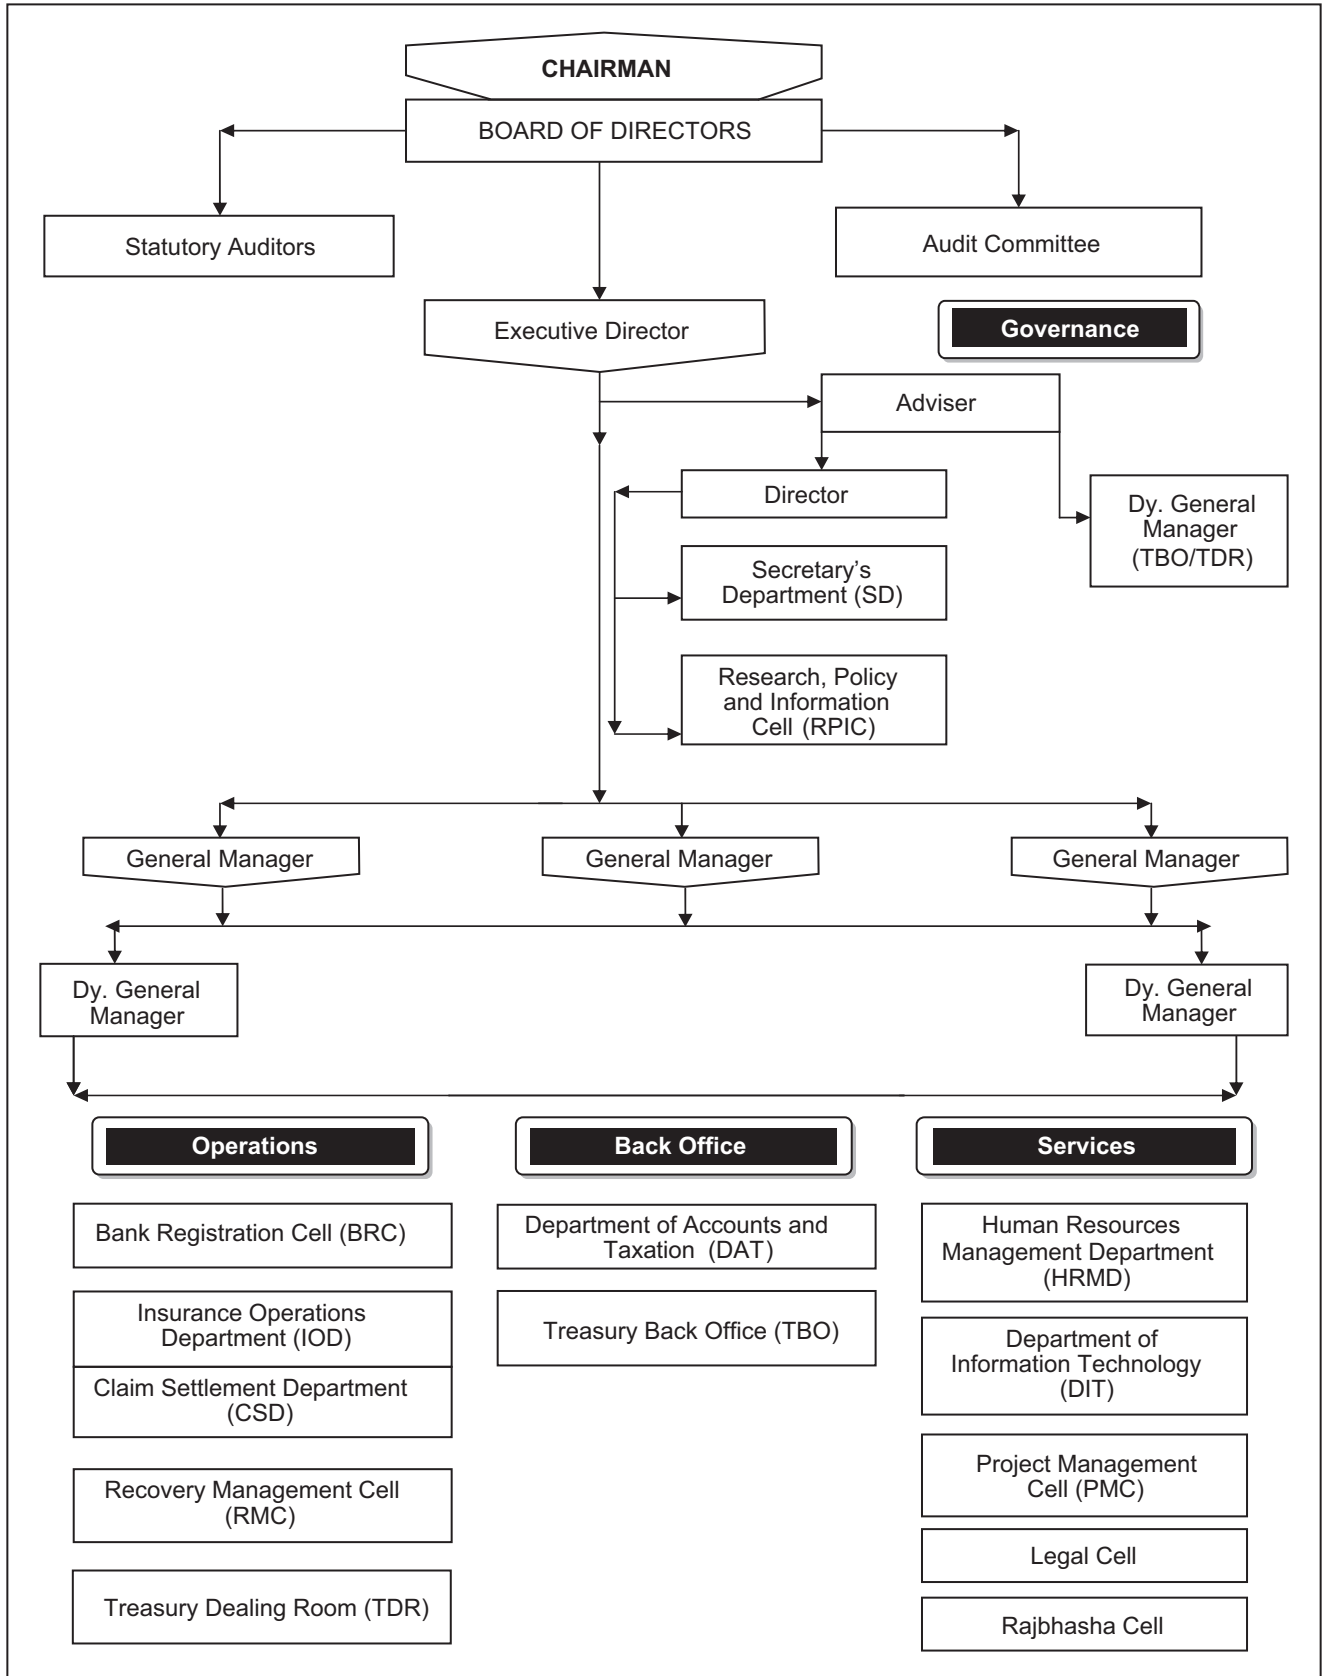 CHAIRMAN
BOARD OF DIRECTORS
Statutory Auditors
Audit Committee
Executive Director
Governance
Adviser
Director
Dy. General
Manager
(TBO/TDR)
Secretary’s
Department (SD)
Research, Policy
and Information
Cell (RPIC)
General Manager
General Manager
General Manager
Dy. General
Manager
Dy. General
Manager
Operations
Bank Registration Cell (BRC)
Insurance Operations
Department (IOD)
Claim Settlement Department
(CSD)
Recovery Management Cell
(RMC)
Treasury Dealing Room (TDR)
Back Office
Department of Accounts and
Taxation (DAT)
Treasury Back Office (TBO)
Services
Human Resources
Management Department
(HRMD)
Department of
Information Technology
(DIT)
Project Management
Cell (PMC)
Legal Cell
Rajbhasha Cell